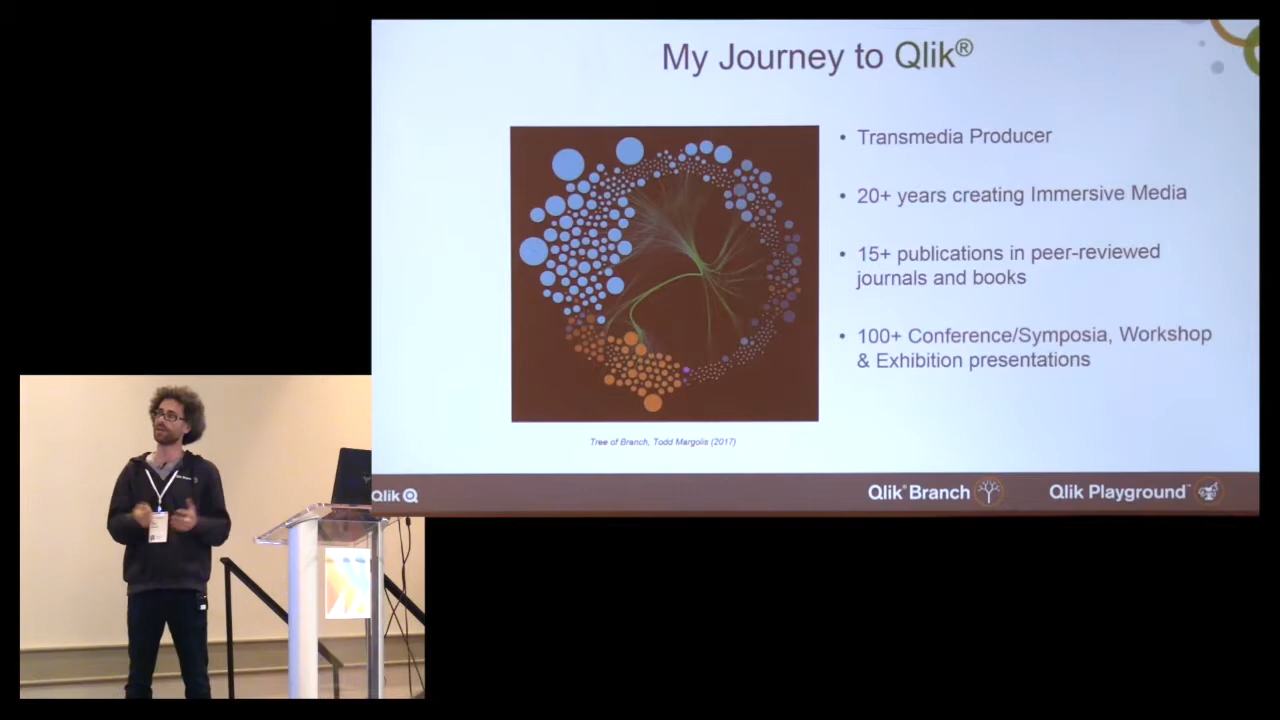 My Journey to Qlik®
• Transmedia Producer
• 20+ years creating Immersive Media
• 15+ publications in peer-reviewed
journals and books
• 100+ Conference/Symposia, Workshop
& Exhibition presentations
Tree of Branch, Todd Margolis (2017)
Qlik
Qlik® Branch
Qlik Playground™